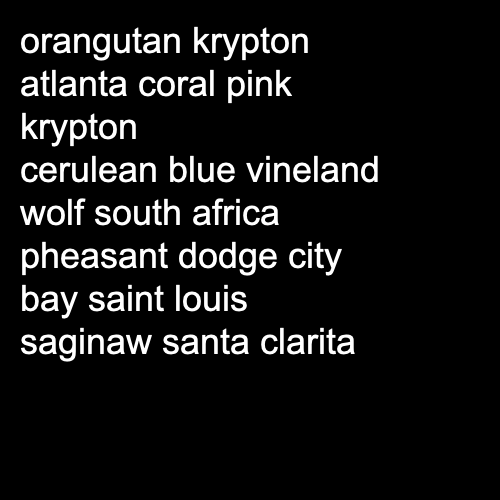 orangutan krypton
atlanta coral pink
krypton
cerulean blue vineland
wolf south africa
pheasant dodge city
bay saint louis
saginaw santa clarita